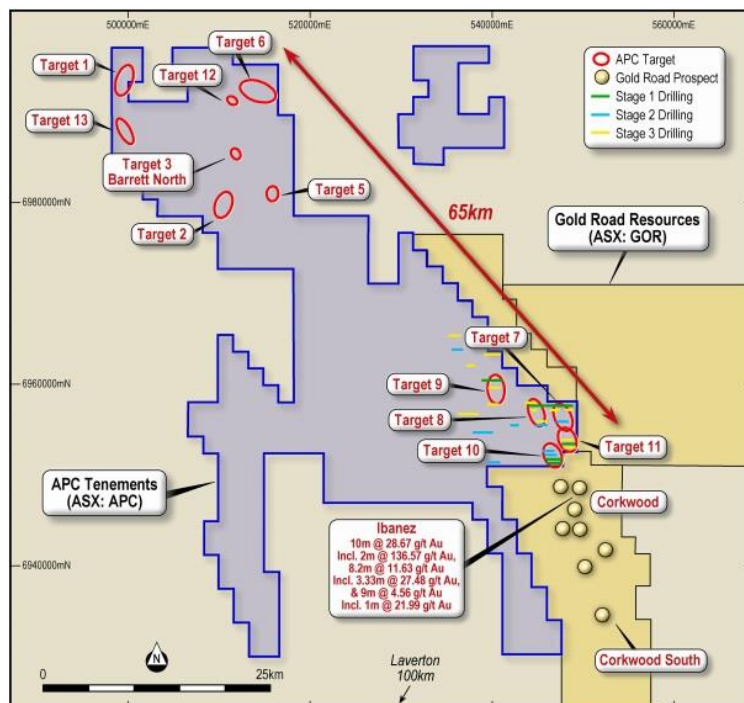 500000mE
520000mE
540000mE
560000mE
Target 6
Target 1
Target 12
APC Target
Gold Road Prospect
Stage 1 Drilling
Stage 2 Drilling
Stage 3 Drilling
Target 13
Target 3
Barrett North
Target 5
6980000mN
Target 2
65km
Gold Road Resources
(ASX: GOR)
Target 7
6960000mN
Target 9
Target 8
Target 10
Target 11
APC Tenements
(ASX: APC)
Corkwood
Ibanez
10m @ 28.67 g/t Au
Incl. 2m @ 136.57 g/t Au,
8.2m @ 11.63 g/t Au
Incl. 3.33m @ 27.48 g/t Au,
& 9m @ 4.56 g/t Au
Incl. 1m @ 21.99 g/t Au
6940000mN
N
Corkwood South
0
25km
Laverton
100km